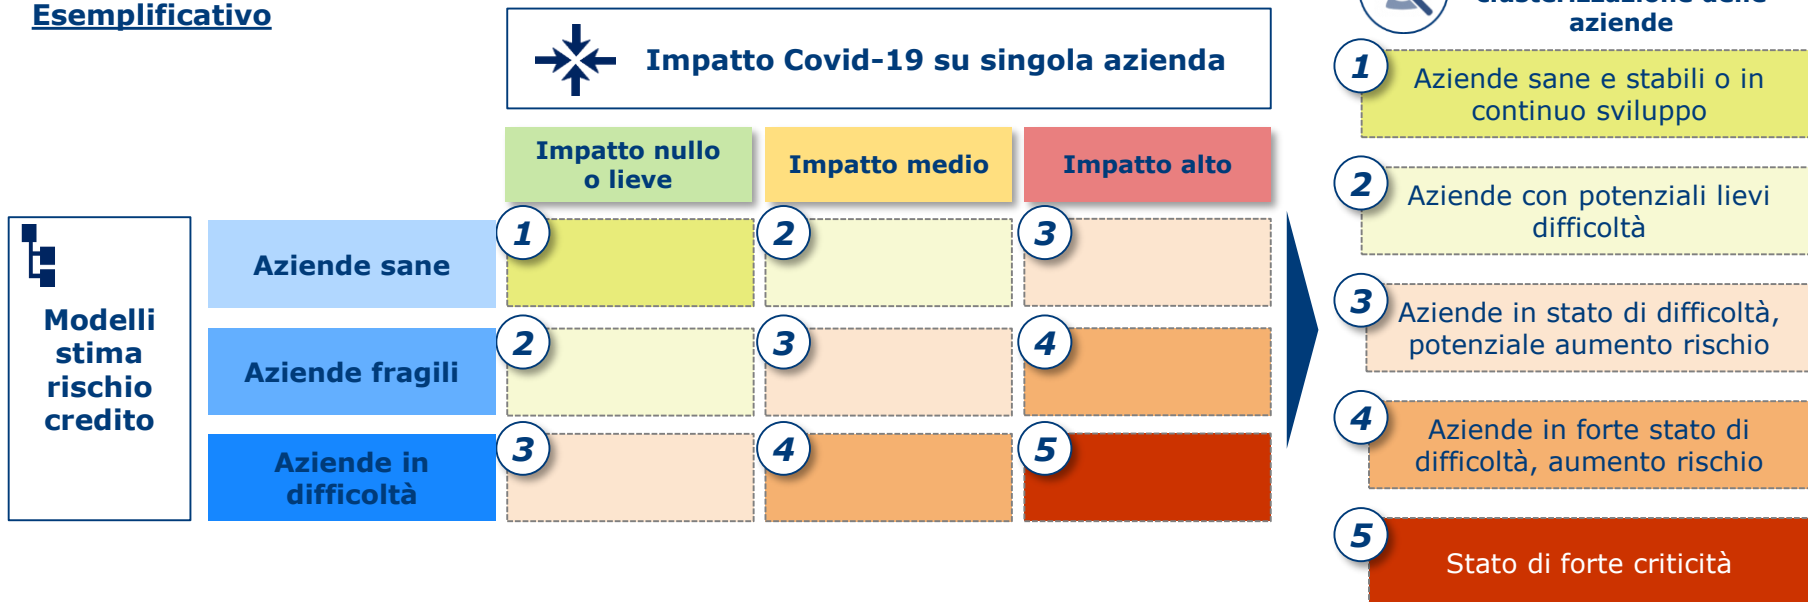 Esemplificativo
Impatto Covid-19 su singola azienda
Impatto nullo
o lieve
Impatto medio
Impatto alto
Modelli
stima
rischio
credito
Aziende sane
1
2
3
Aziende fragili
2
3
4
Aziende in
difficoltà
3
4
5
clusterizzazione delle
aziende
1
Aziende sane e stabili o in
continuo sviluppo
2
Aziende con potenziali lievi
difficoltà
3
Aziende in stato di difficoltà,
potenziale aumento rischio
4
Aziende in forte stato di
difficoltà, aumento rischio
5
Stato di forte criticità